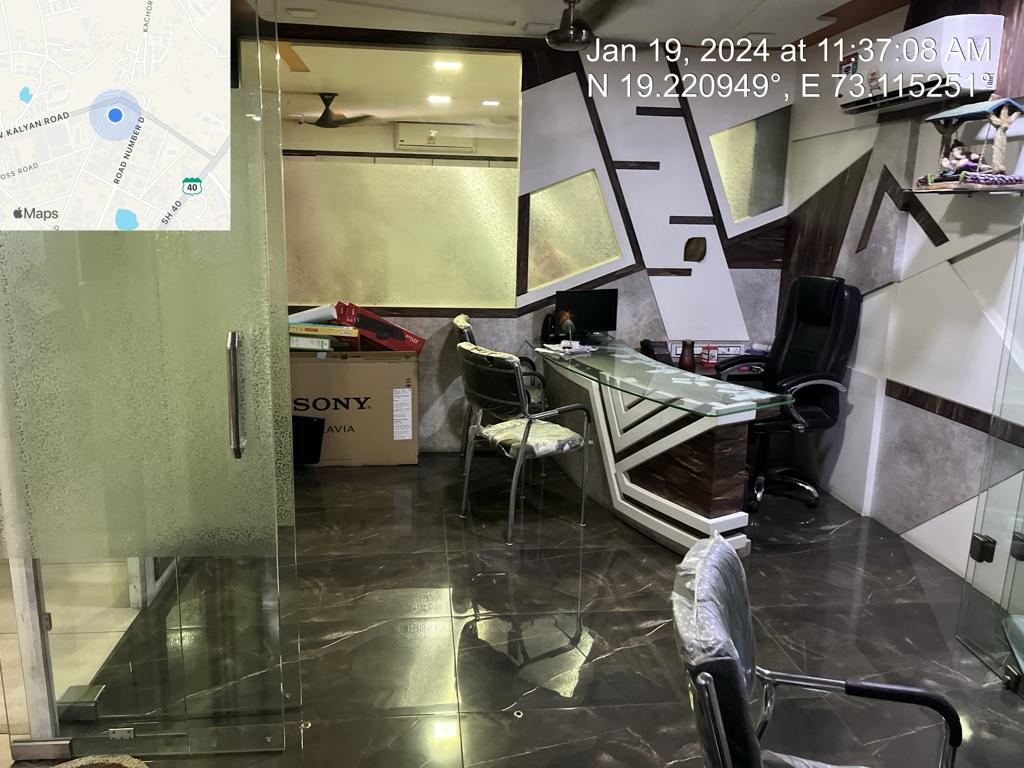 KACHOR
Jan 19, 2024 at 11:37:08 AM
N 19.220949°, E 73.115251°
N KALYAN ROAD
ROAD NUMBER D
OSS ROAD
40
SH 40
Maps
SONY
AVIA